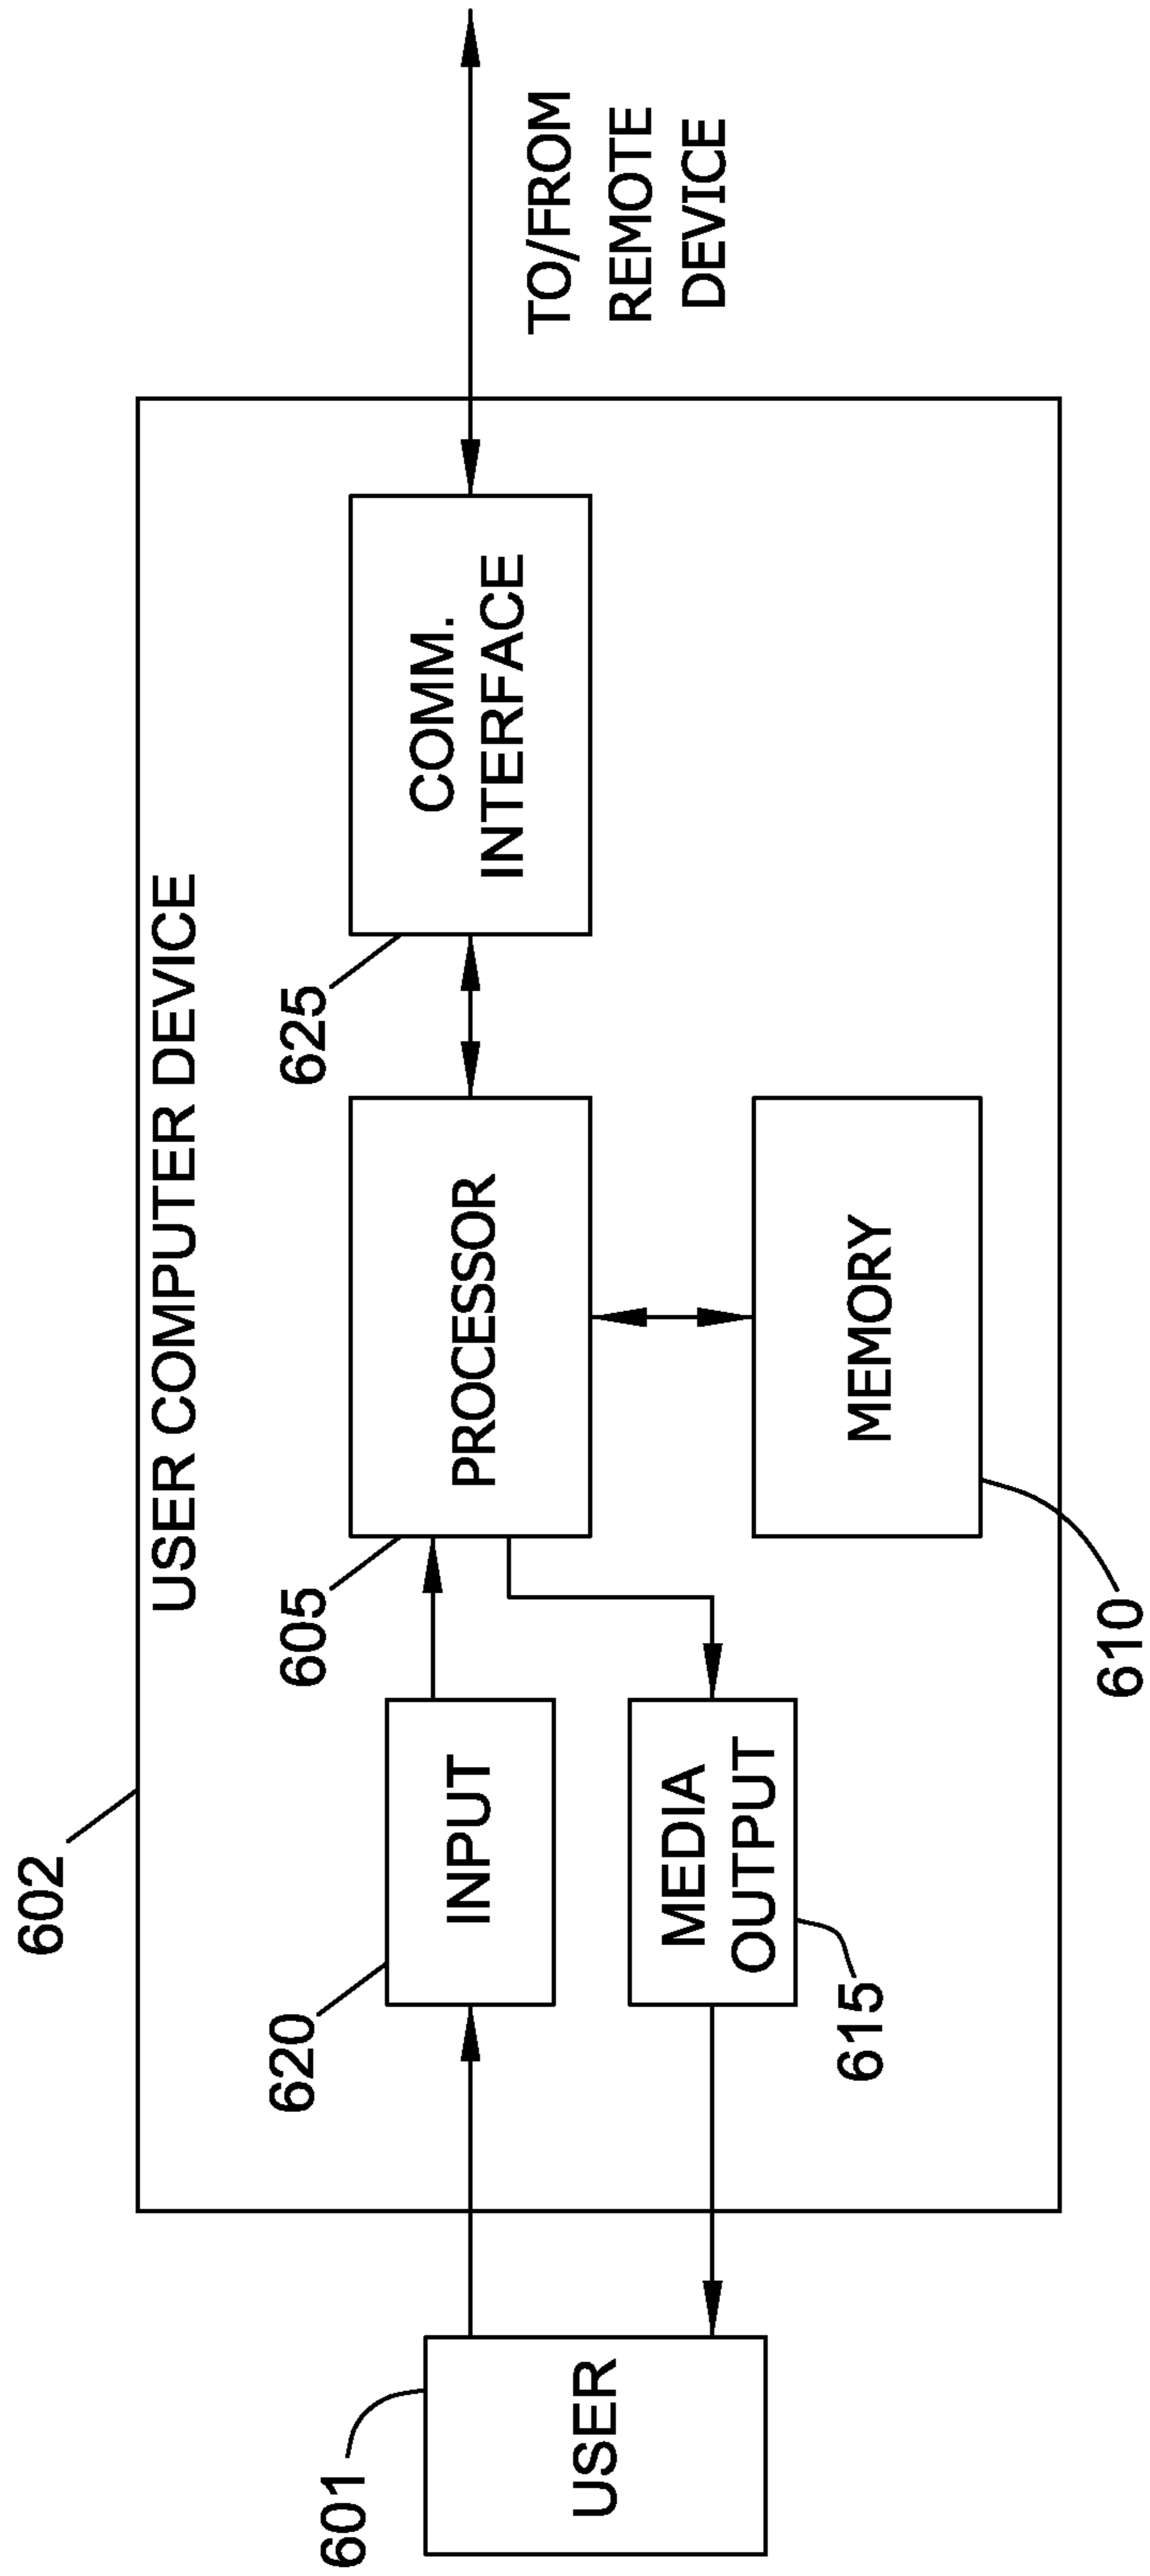 602
USER COMPUTER DEVICE
601
USER
620
INPUT
605
PROCESSOR
625
COMM.
INTERFACE
TO/FROM
REMOTE
DEVICE
MEDIA
OUTPUT
615
MEMORY
610